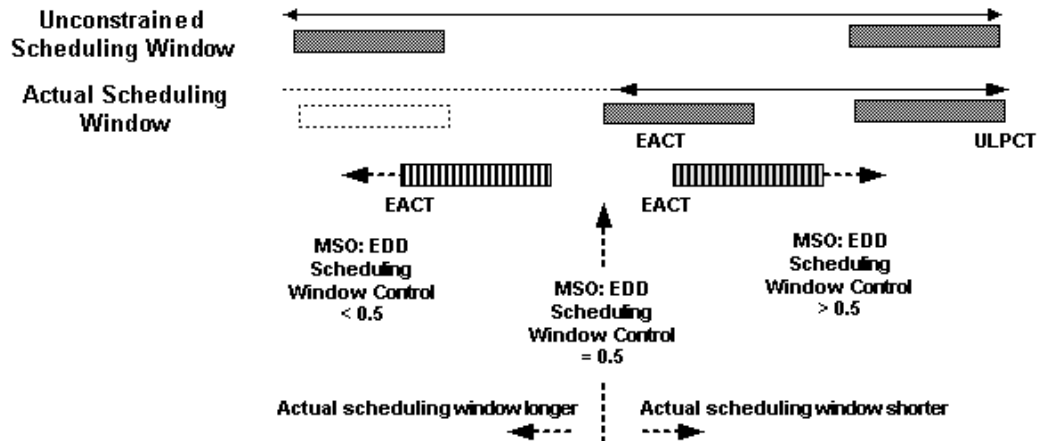 Unconstrained
Scheduling Window
Actual Scheduling
Window
EACT
ULPCT
EACT
EACT
MSO: EDD
Scheduling
Window Control
< 0.5
MSO: EDD
Scheduling
Window Control
= 0.5
MSO: EDD
Scheduling
Window Control
> 0.5
Actual scheduling window longer
Actual scheduling window shorter